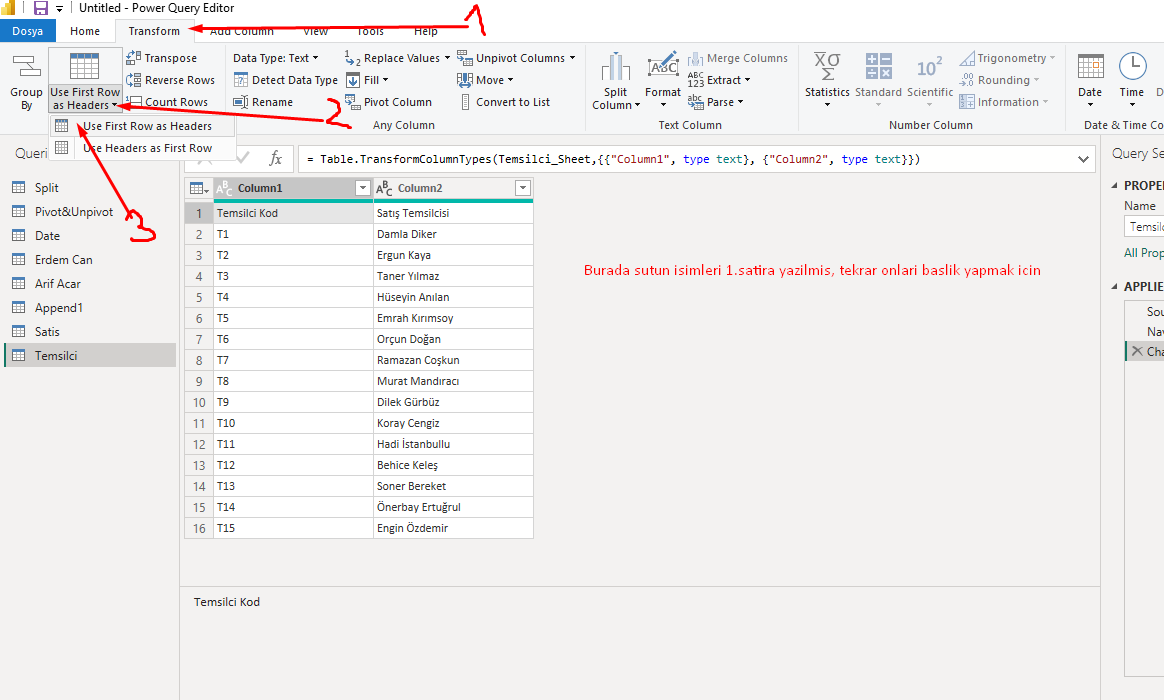 Untitled - Power Query Editor
1
Dosya Home Transform Add Column View Tools Help
Group By
Use First Row as Headers
Transpose
Reverse Rows
Count Rows
Data Type: Text
Detect Data Type
Rename
Replace Values
Fill
Pivot Column
Unpivot Columns
Move
Convert to List
Any Column
Split Column
Format
ABC
Merge Columns
ABC 123 Extract
abc Parse
Text Column
Statistics
Standard
10² Scientific
Trigonometry
Rounding
Information
Number Column
Date
Time
D
Date & Time Co
2
Use First Row as Headers
Use Headers as First Row
3
Queri
fx = Table.TransformColumnTypes(Temsilci_Sheet,{{"Column1", type text}, {"Column2", type text}})
Query Se
Split
Pivot&Unpivot
Date
Erdem Can
Arif Acar
Append1
Satis
Temsilci
ABC Column1 ABC Column2
1 Temsilci Kod Satış Temsilcisi
2 T1 Damla Diker
3 T2 Ergun Kaya
4 T3 Taner Yılmaz
5 T4 Hüseyin Anılan
6 T5 Emrah Kırımsoy
7 T6 Orçun Doğan
8 T7 Ramazan Coşkun
9 T8 Murat Mandıracı
10 T9 Dilek Gürbüz
11 T10 Koray Cengiz
12 T11 Hadi İstanbullu
13 T12 Behice Keleş
14 T13 Soner Bereket
15 T14 Önerbay Ertuğrul
16 T15 Engin Özdemir
Burada sutun isimleri 1.satira yazilmis, tekrar onlari baslik yapmak icin
PROPE
Name
Temsilc
All Prop
APPLIE
Sou
Nav
Cha
Temsilci Kod